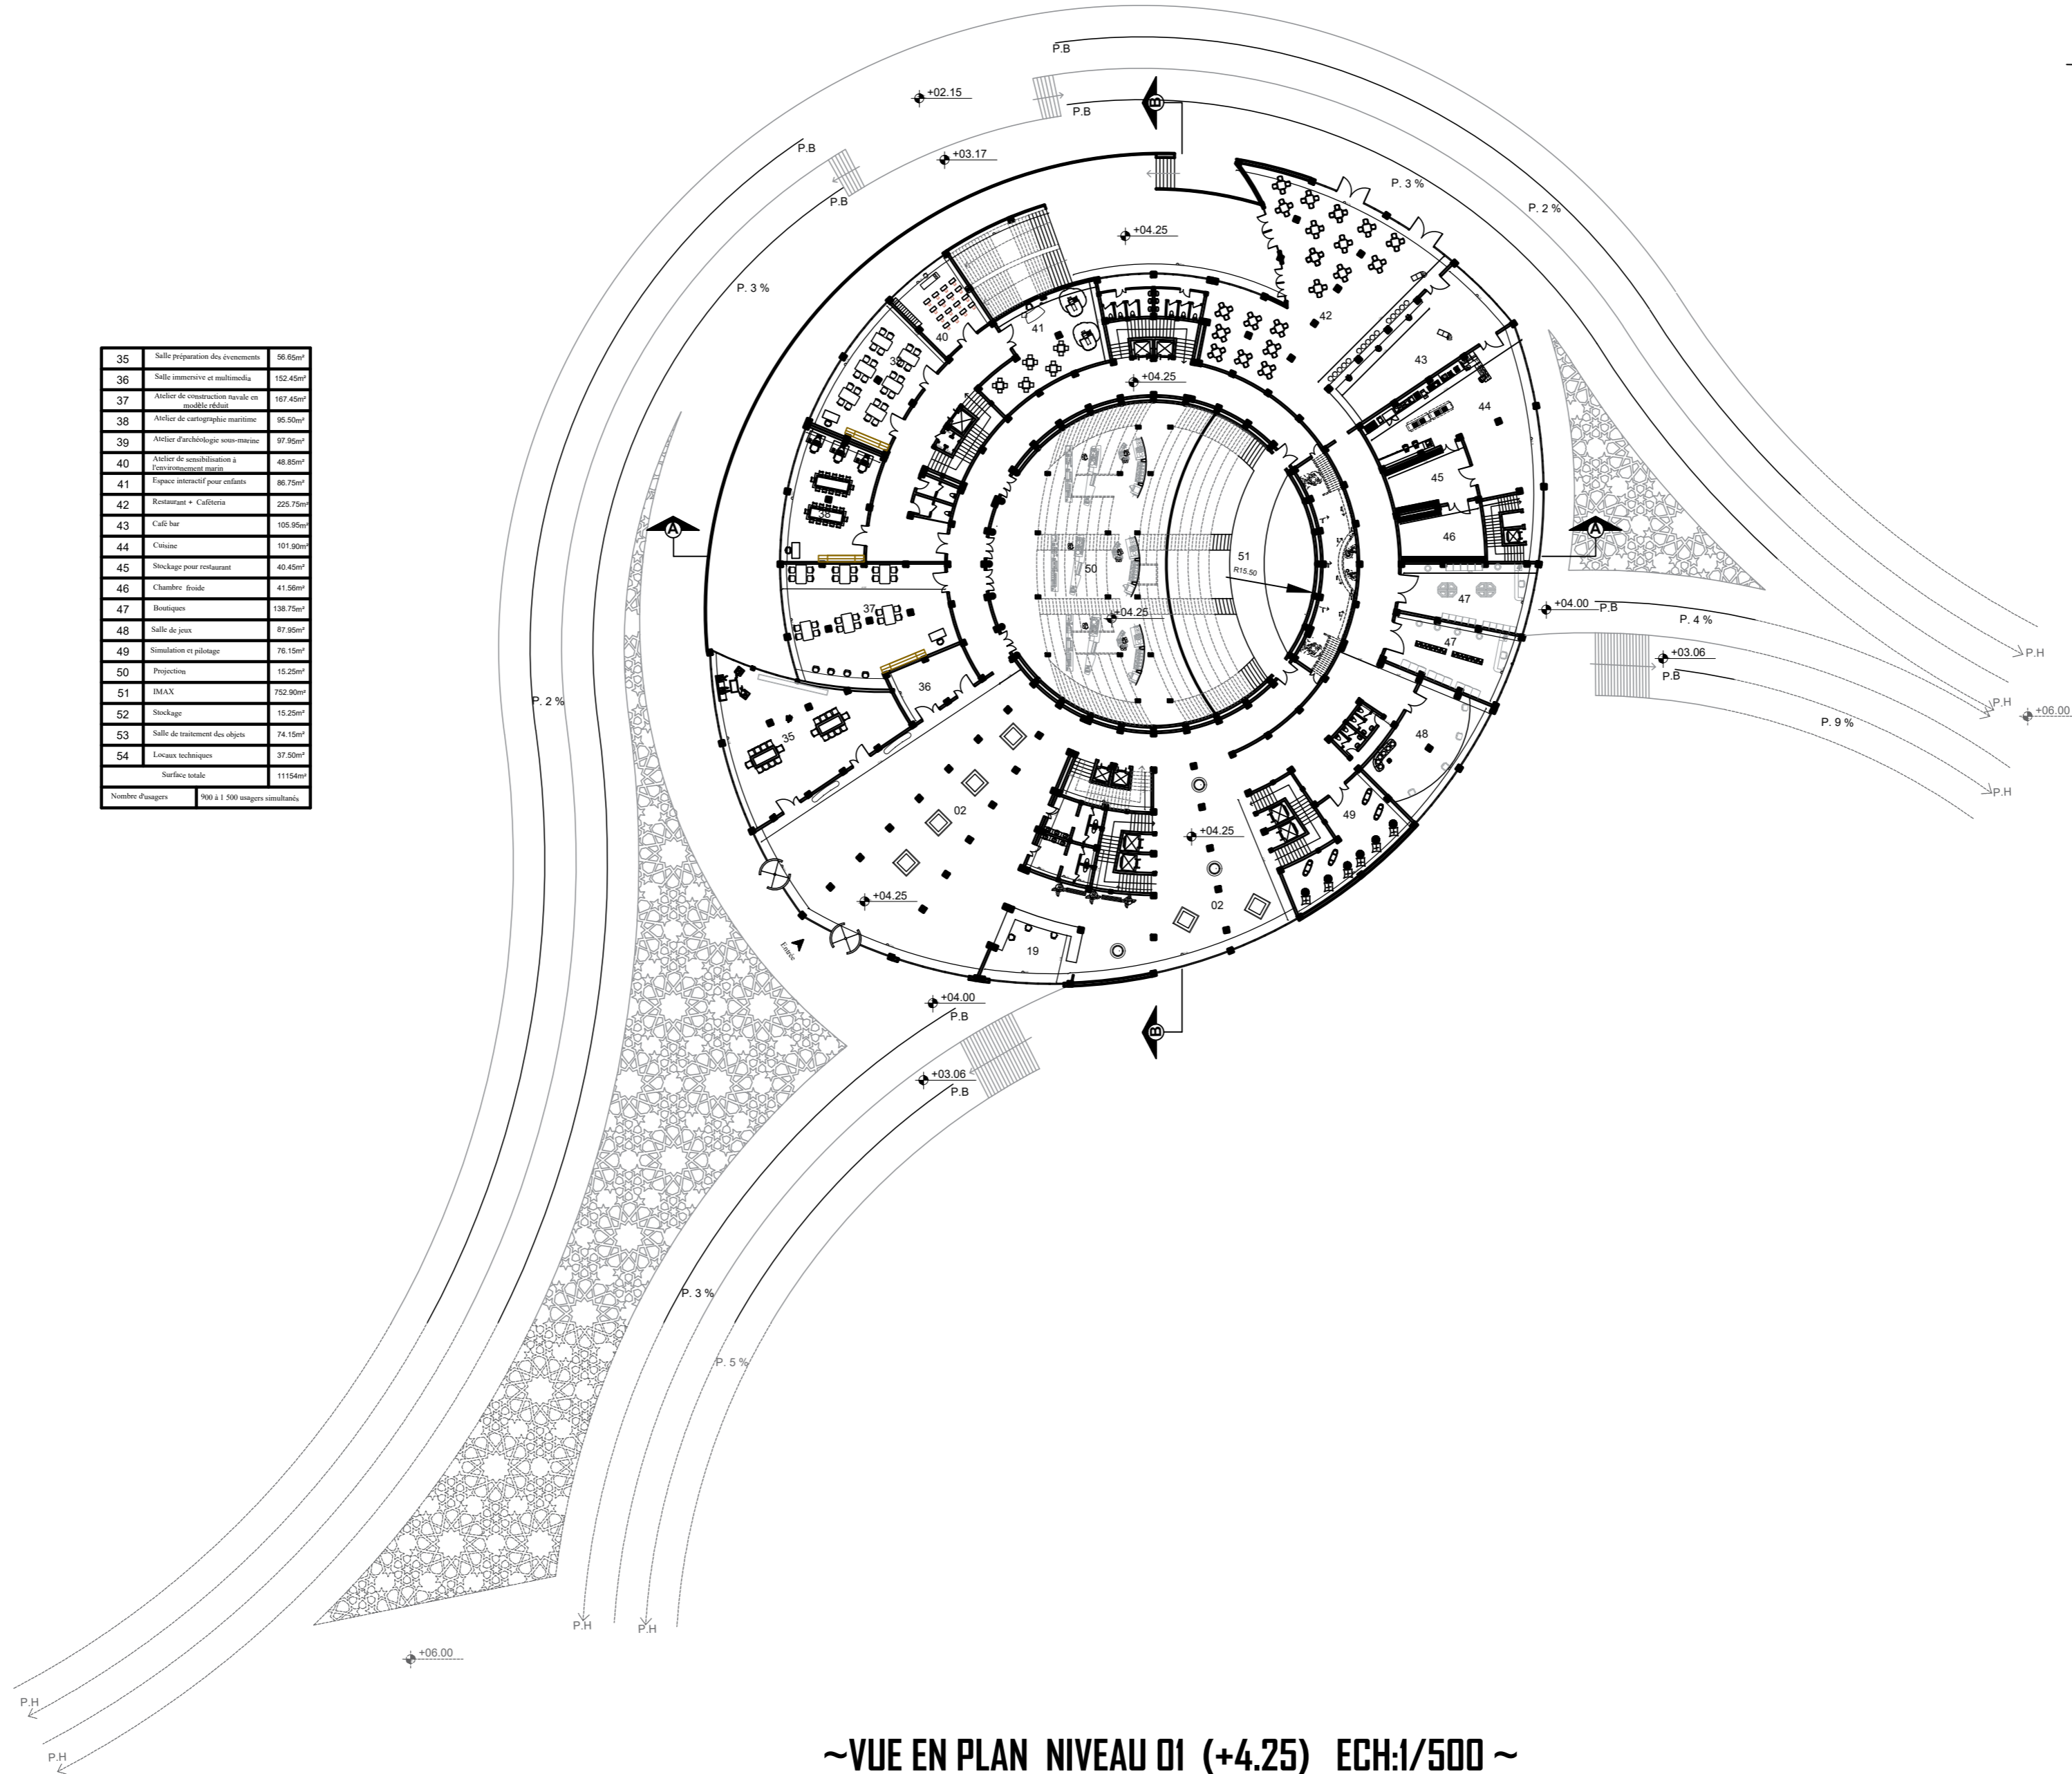 P.B
+02.15
P.B
P.B
+03.17
P.B
P.B
B
P. 3 %
P. 2 %
+04.25
P. 3 %
42
40
41
43
44
45
46
+04.25
38
A
A
50
51
R15.50
+04.25
37
36
35
47
47
48
49
+04.00
P.B
P. 4 %
+03.06
P.B
P. 9 %
P.H
P.H
P.H
+06.00
P. 2 %
02
+04.25
+04.25
02
19
Entrée
+04.00
P.B
+03.06
P.B
B
P. 3 %
P. 5 %
P.H
P.H
+06.00
P.H
P.H
35 Salle préparation des évenements 56.65m²
36 Salle immersive et multimedia 152.45m²
37 Atelier de construction navale en
modèle réduit 167.45m²
38 Atelier de cartographie maritime 95.50m²
39 Atelier d'archéologie sous-marine 97.95m²
40 Atelier de sensibilisation à
l'environnement marin 48.85m²
41 Espace interactif pour enfants 86.75m²
42 Restaurant + Caféteria 225.75m²
43 Café bar 105.95m²
44 Cuisine 101.90m²
45 Stockage pour restaurant 40.45m²
46 Chambre froide 41.56m²
47 Boutiques 138.75m²
48 Salle de jeux 87.95m²
49 Simulation et pilotage 76.15m²
50 Projection 15.25m²
51 IMAX 752.90m²
52 Stockage 15.25m²
53 Salle de traitement des objets 74.15m²
54 Locaux techniques 37.50m²
Surface totale 11154m²
Nombre d'usagers 900 à 1 500 usagers simultanés
~VUE EN PLAN NIVEAU 01 (+4.25) ECH:1/500 ~